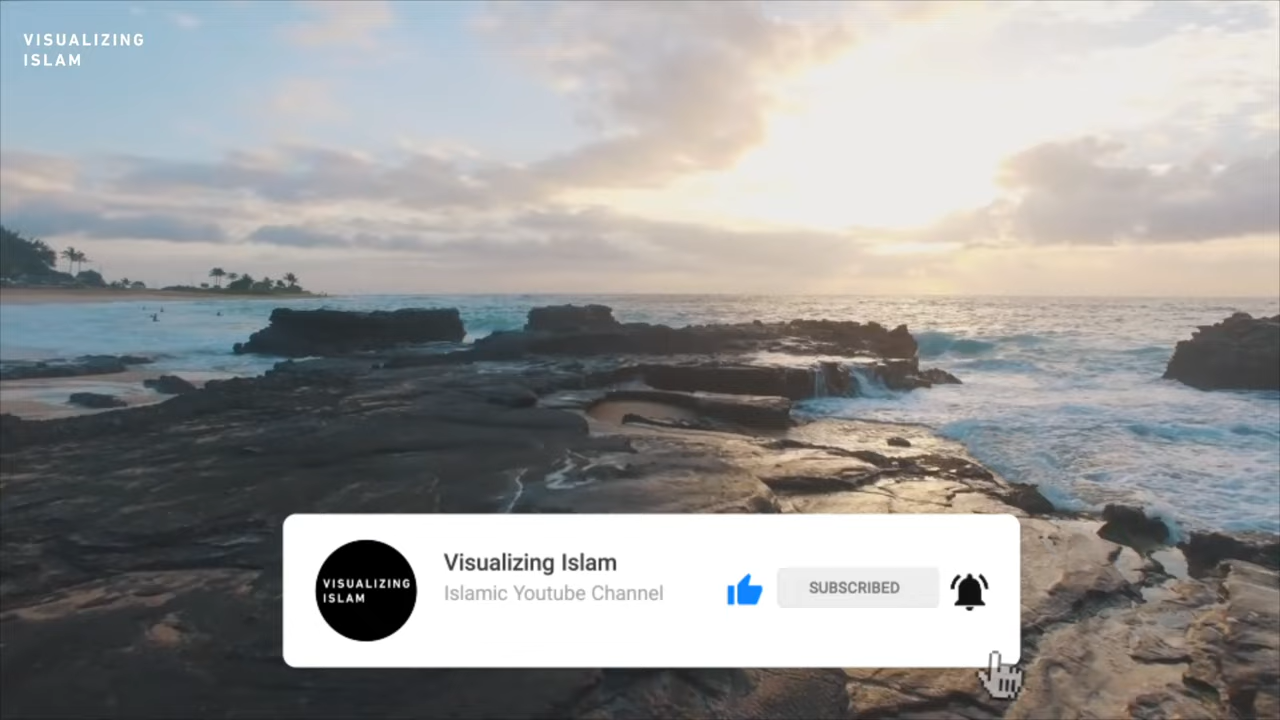 VISUALIZING
ISLAM
Visualizing Islam
Islamic Youtube Channel
VISUALIZING
ISLAM
SUBSCRIBED